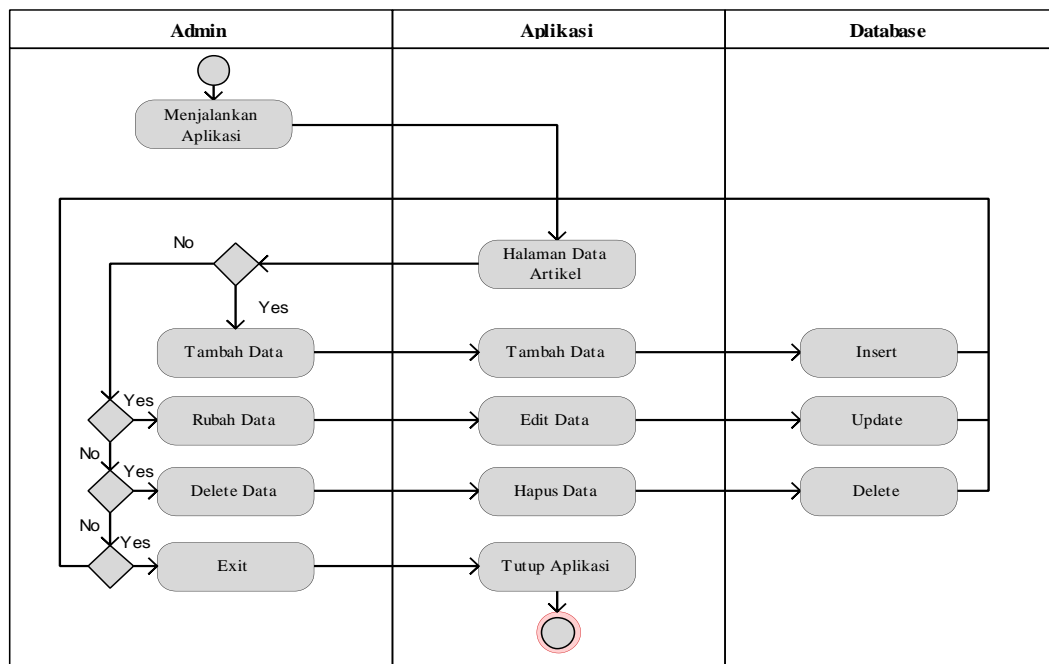 Admin
Aplikasi
Database
Menjalankan
Aplikasi
Halaman Data
Artikel
No
Yes
Tambah Data
Tambah Data
Insert
Yes
Rubah Data
Edit Data
Update
No
Yes
Delete Data
Hapus Data
Delete
No
Yes
Exit
Tutup Aplikasi